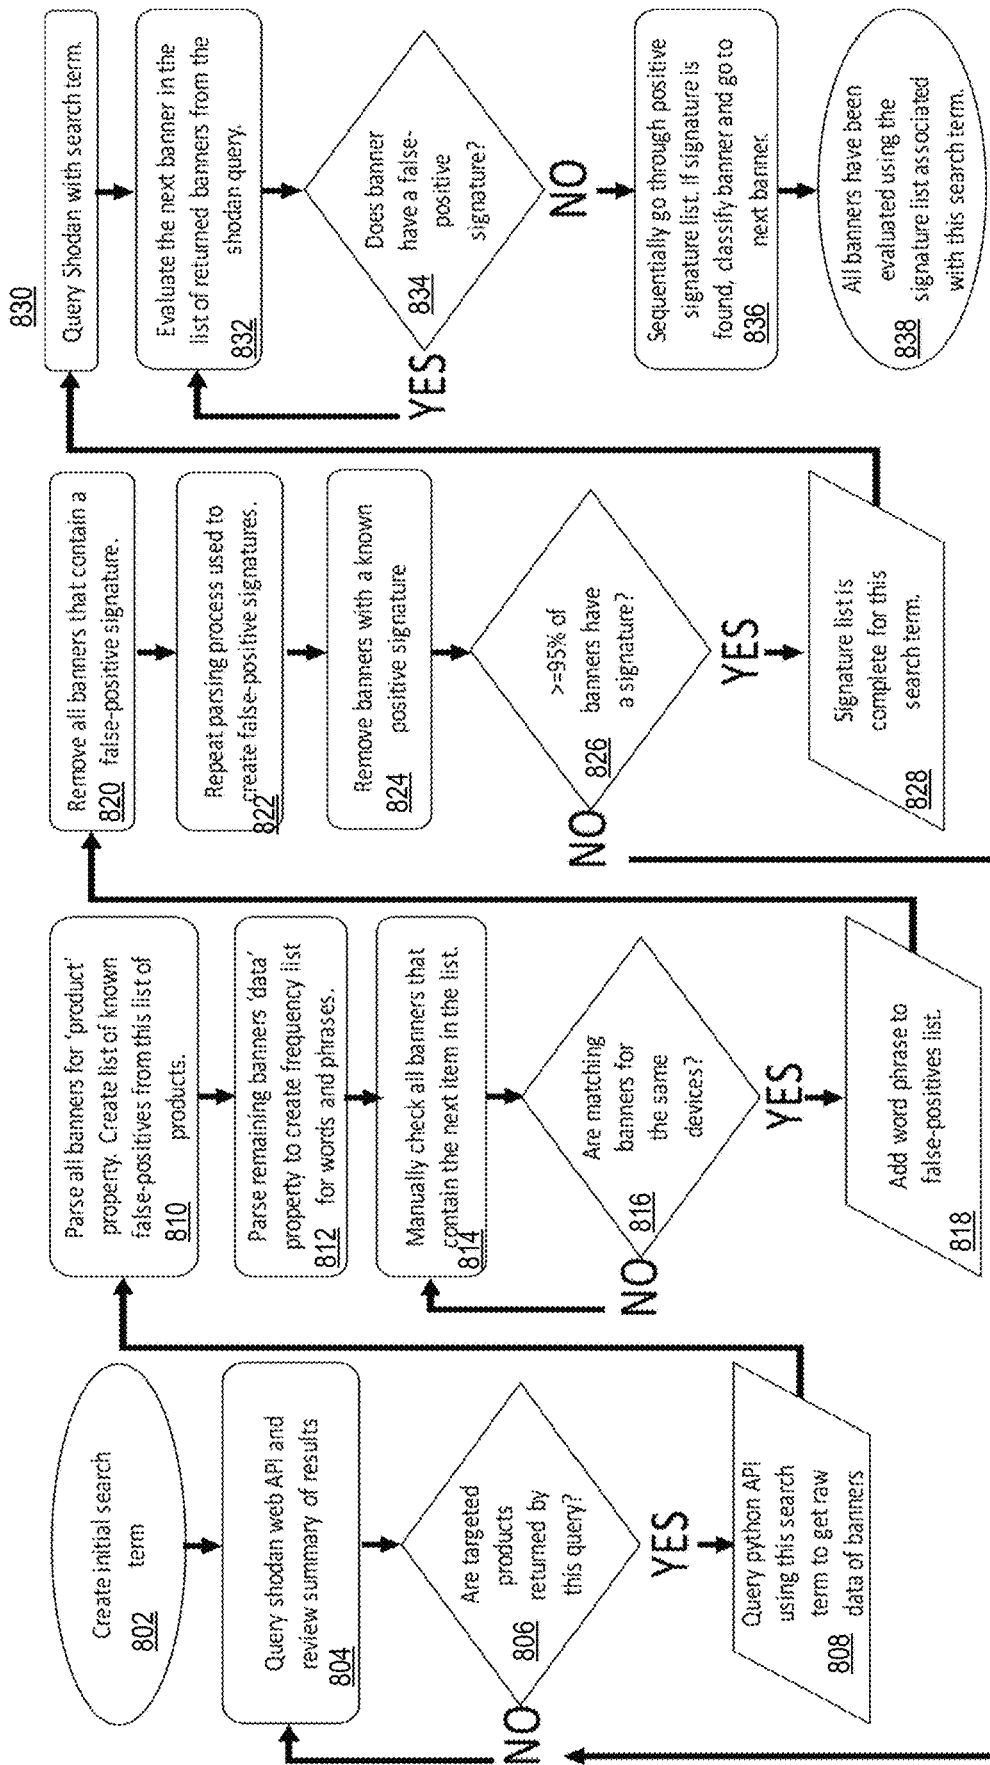 Create initial search
term
802
Query shodan web API and
review summary of results
804
Are targeted
products
returned by
this query?
806
NO
YES
Query python API
using this search
term to get raw
data of banners
808
Parse all banners for 'product'
property. Create list of known
false-positives from this list of
products.
810
Parse remaining banners 'data'
property to create frequency list
for words and phrases.
812
Manually check all banners that
contain the next item in the list.
814
Are matching
banners for
the same
devices?
816
NO
YES
Add word phrase to
false-positives list.
818
Remove all banners that contain a
false-positive signature.
820
Repeat parsing process used to
create false-positive signatures.
822
Remove banners with a known
positive signature
824
>=95% of
banners have
a signature?
826
NO
YES
Signature list is
complete for this
search term.
828
830
Query Shodan with search term.
Evaluate the next banner in the
list of returned banners from the
shodan query.
832
Does banner
have a false-
positive
signature?
834
YES
NO
Sequentially go through positive
signature list. If signature is
found, classify banner and go to
next banner.
836
All banners have been
evaluated using the
signature list associated
with this search term.
838